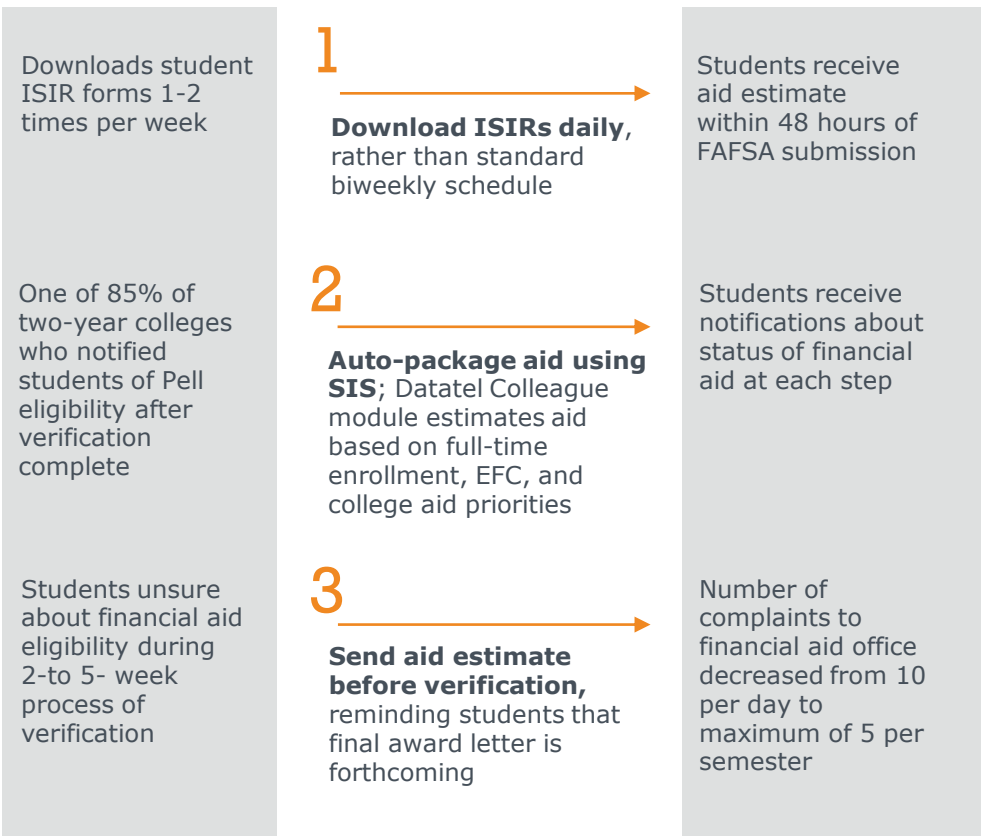 Downloads student
ISIR forms 1-2
times per week
1
Download ISIRs daily,
rather than standard
biweekly schedule
Students receive
aid estimate
within 48 hours of
FAFSA submission
One of 85% of
two-year colleges
who notified
students of Pell
eligibility after
verification
complete
2
Auto-package aid using
SIS; Datatel Colleague
module estimates aid
based on full-time
enrollment, EFC, and
college aid priorities
Students receive
notifications about
status of financial
aid at each step
Students unsure
about financial aid
eligibility during
2-to 5- week
process of
verification
3
Send aid estimate
before verification,
reminding students that
final award letter is
forthcoming
Number of
complaints to
financial aid office
decreased from 10
per day to
maximum of 5 per
semester